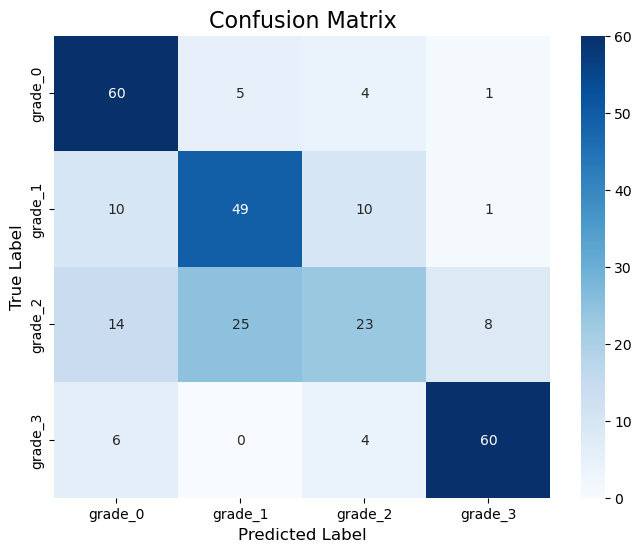 Confusion Matrix
True Label
grade_0
60 5 4 1
grade_1
10 49 10 1
grade_2
14 25 23 8
grade_3
6 0 4 60
grade_0 grade_1 grade_2 grade_3
Predicted Label
60
50
40
30
20
10
0